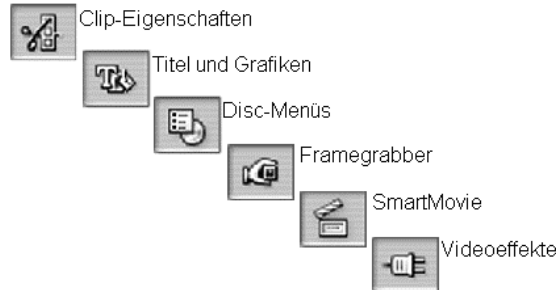 Clip-Eigenschaften
Titel und Grafiken
Disc-Menüs
Framegrabber
SmartMovie
Videoeffekte